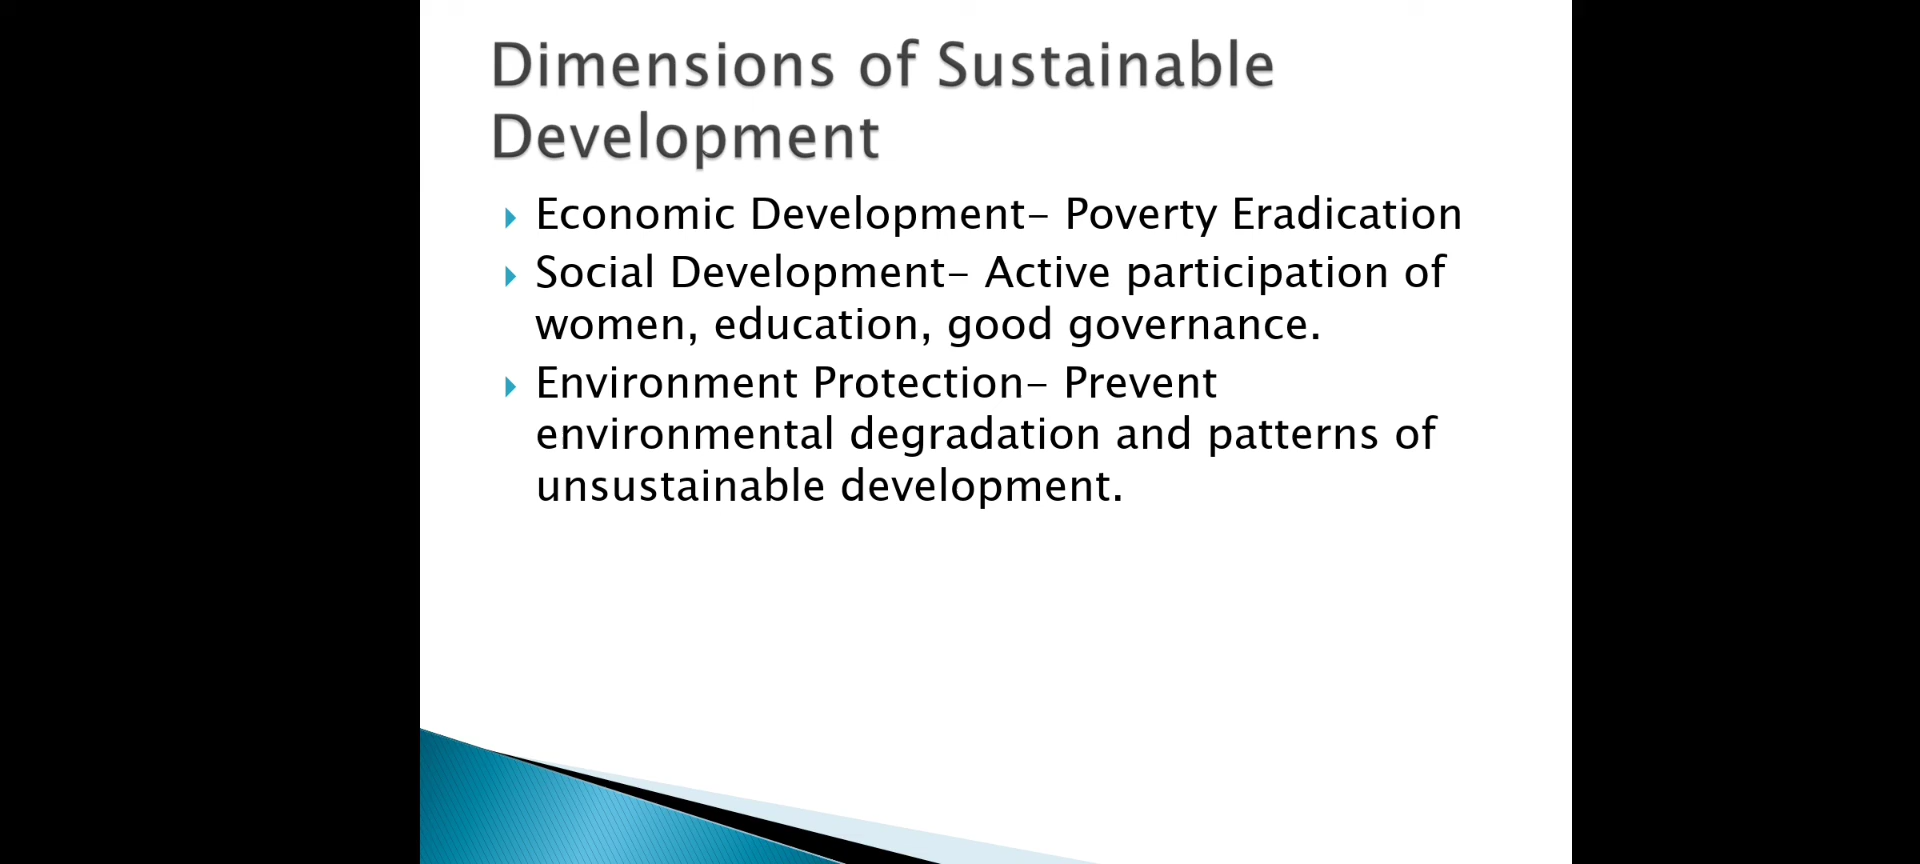 Dimensions of Sustainable
Development
Economic Development- Poverty Eradication
Social Development- Active participation of
women, education, good governance.
Environment Protection- Prevent
environmental degradation and patterns of
unsustainable development.